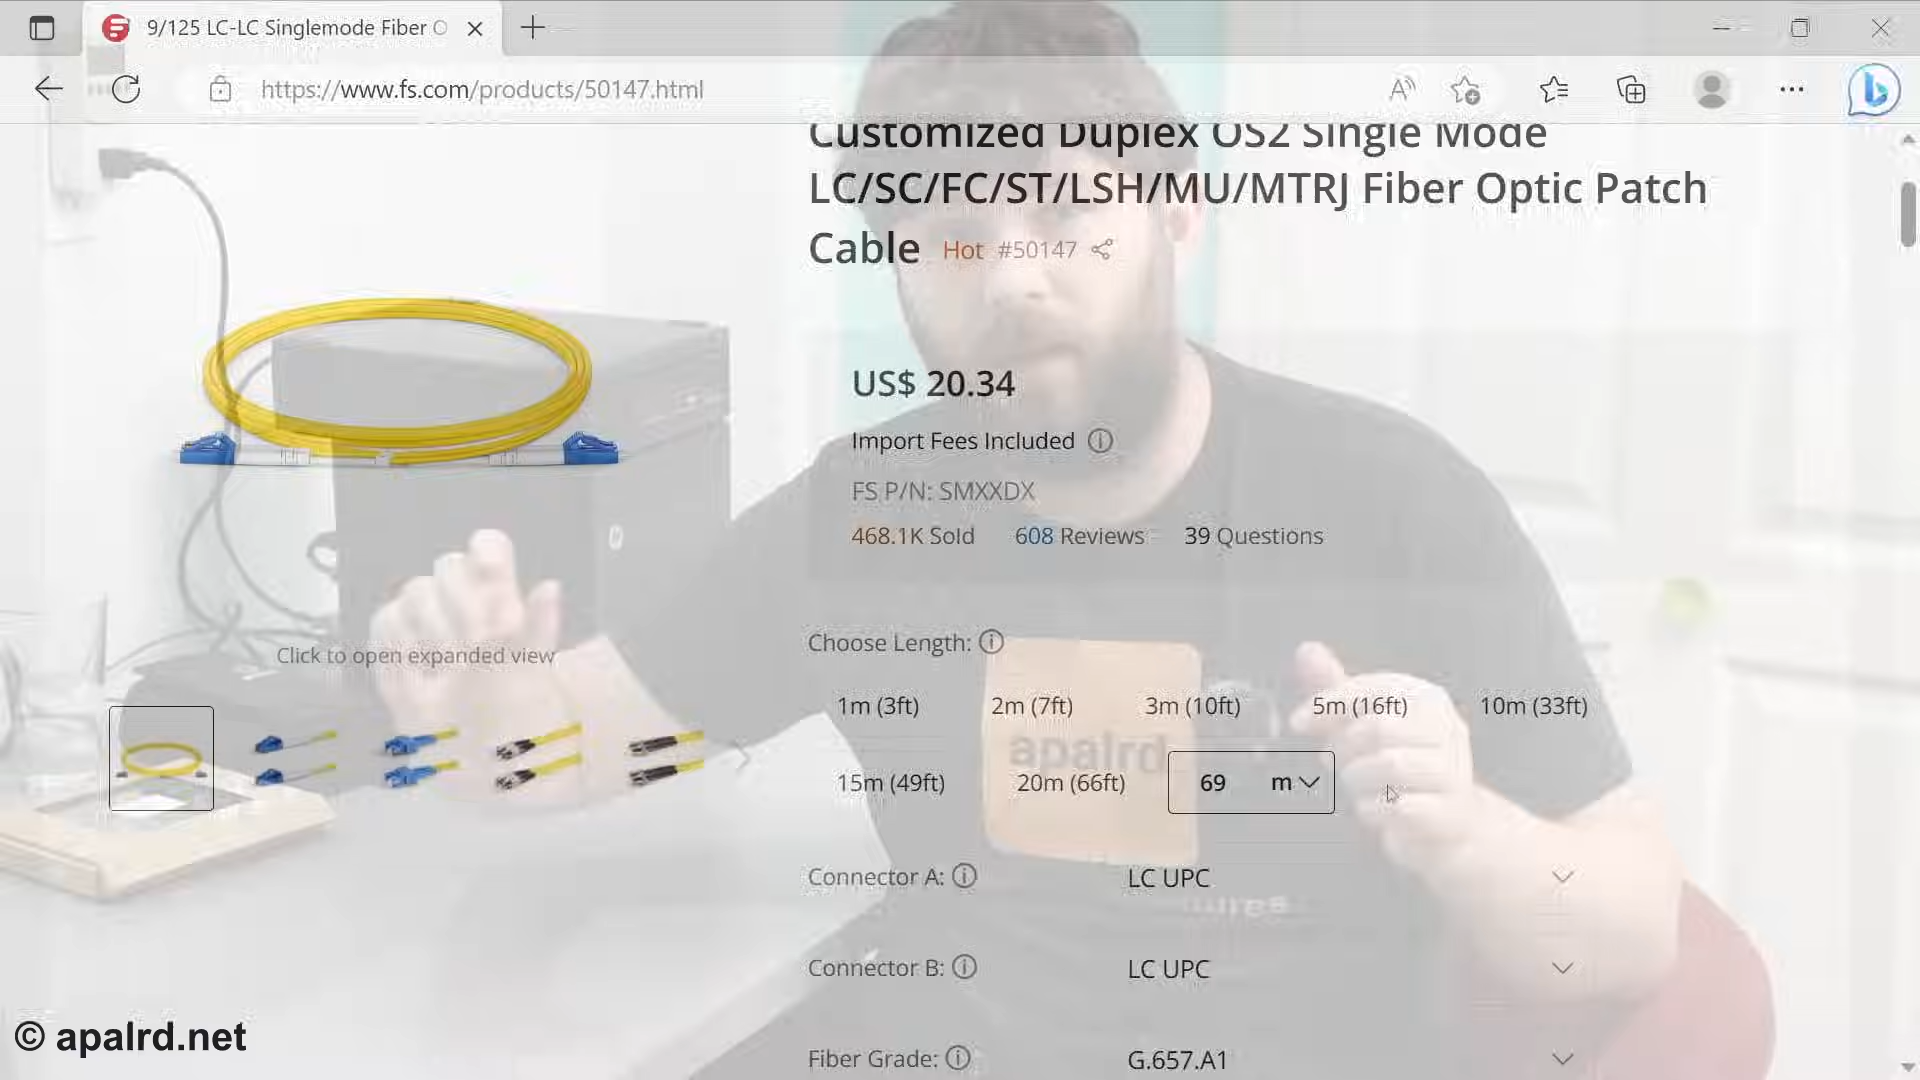 9/125 LC-LC Singlemode Fiber O
https://www.fs.com/products/50147.html
Customized Duplex OS2 Single Mode
LC/SC/FC/ST/LSH/MU/MTRJ Fiber Optic Patch
Cable Hot #50147
US$ 20.34
Import Fees Included
FS P/N: SMXXDX
468.1K Sold 608 Reviews 39 Questions
Click to open expanded view
Choose Length:
1m (3ft) 2m (7ft) 3m (10ft) 5m (16ft) 10m (33ft)
apalrd
15m (49ft) 20m (66ft) 69 m
Connector A: LC UPC
Connector B: LC UPC
Fiber Grade: G.657.A1
© apalrd.net